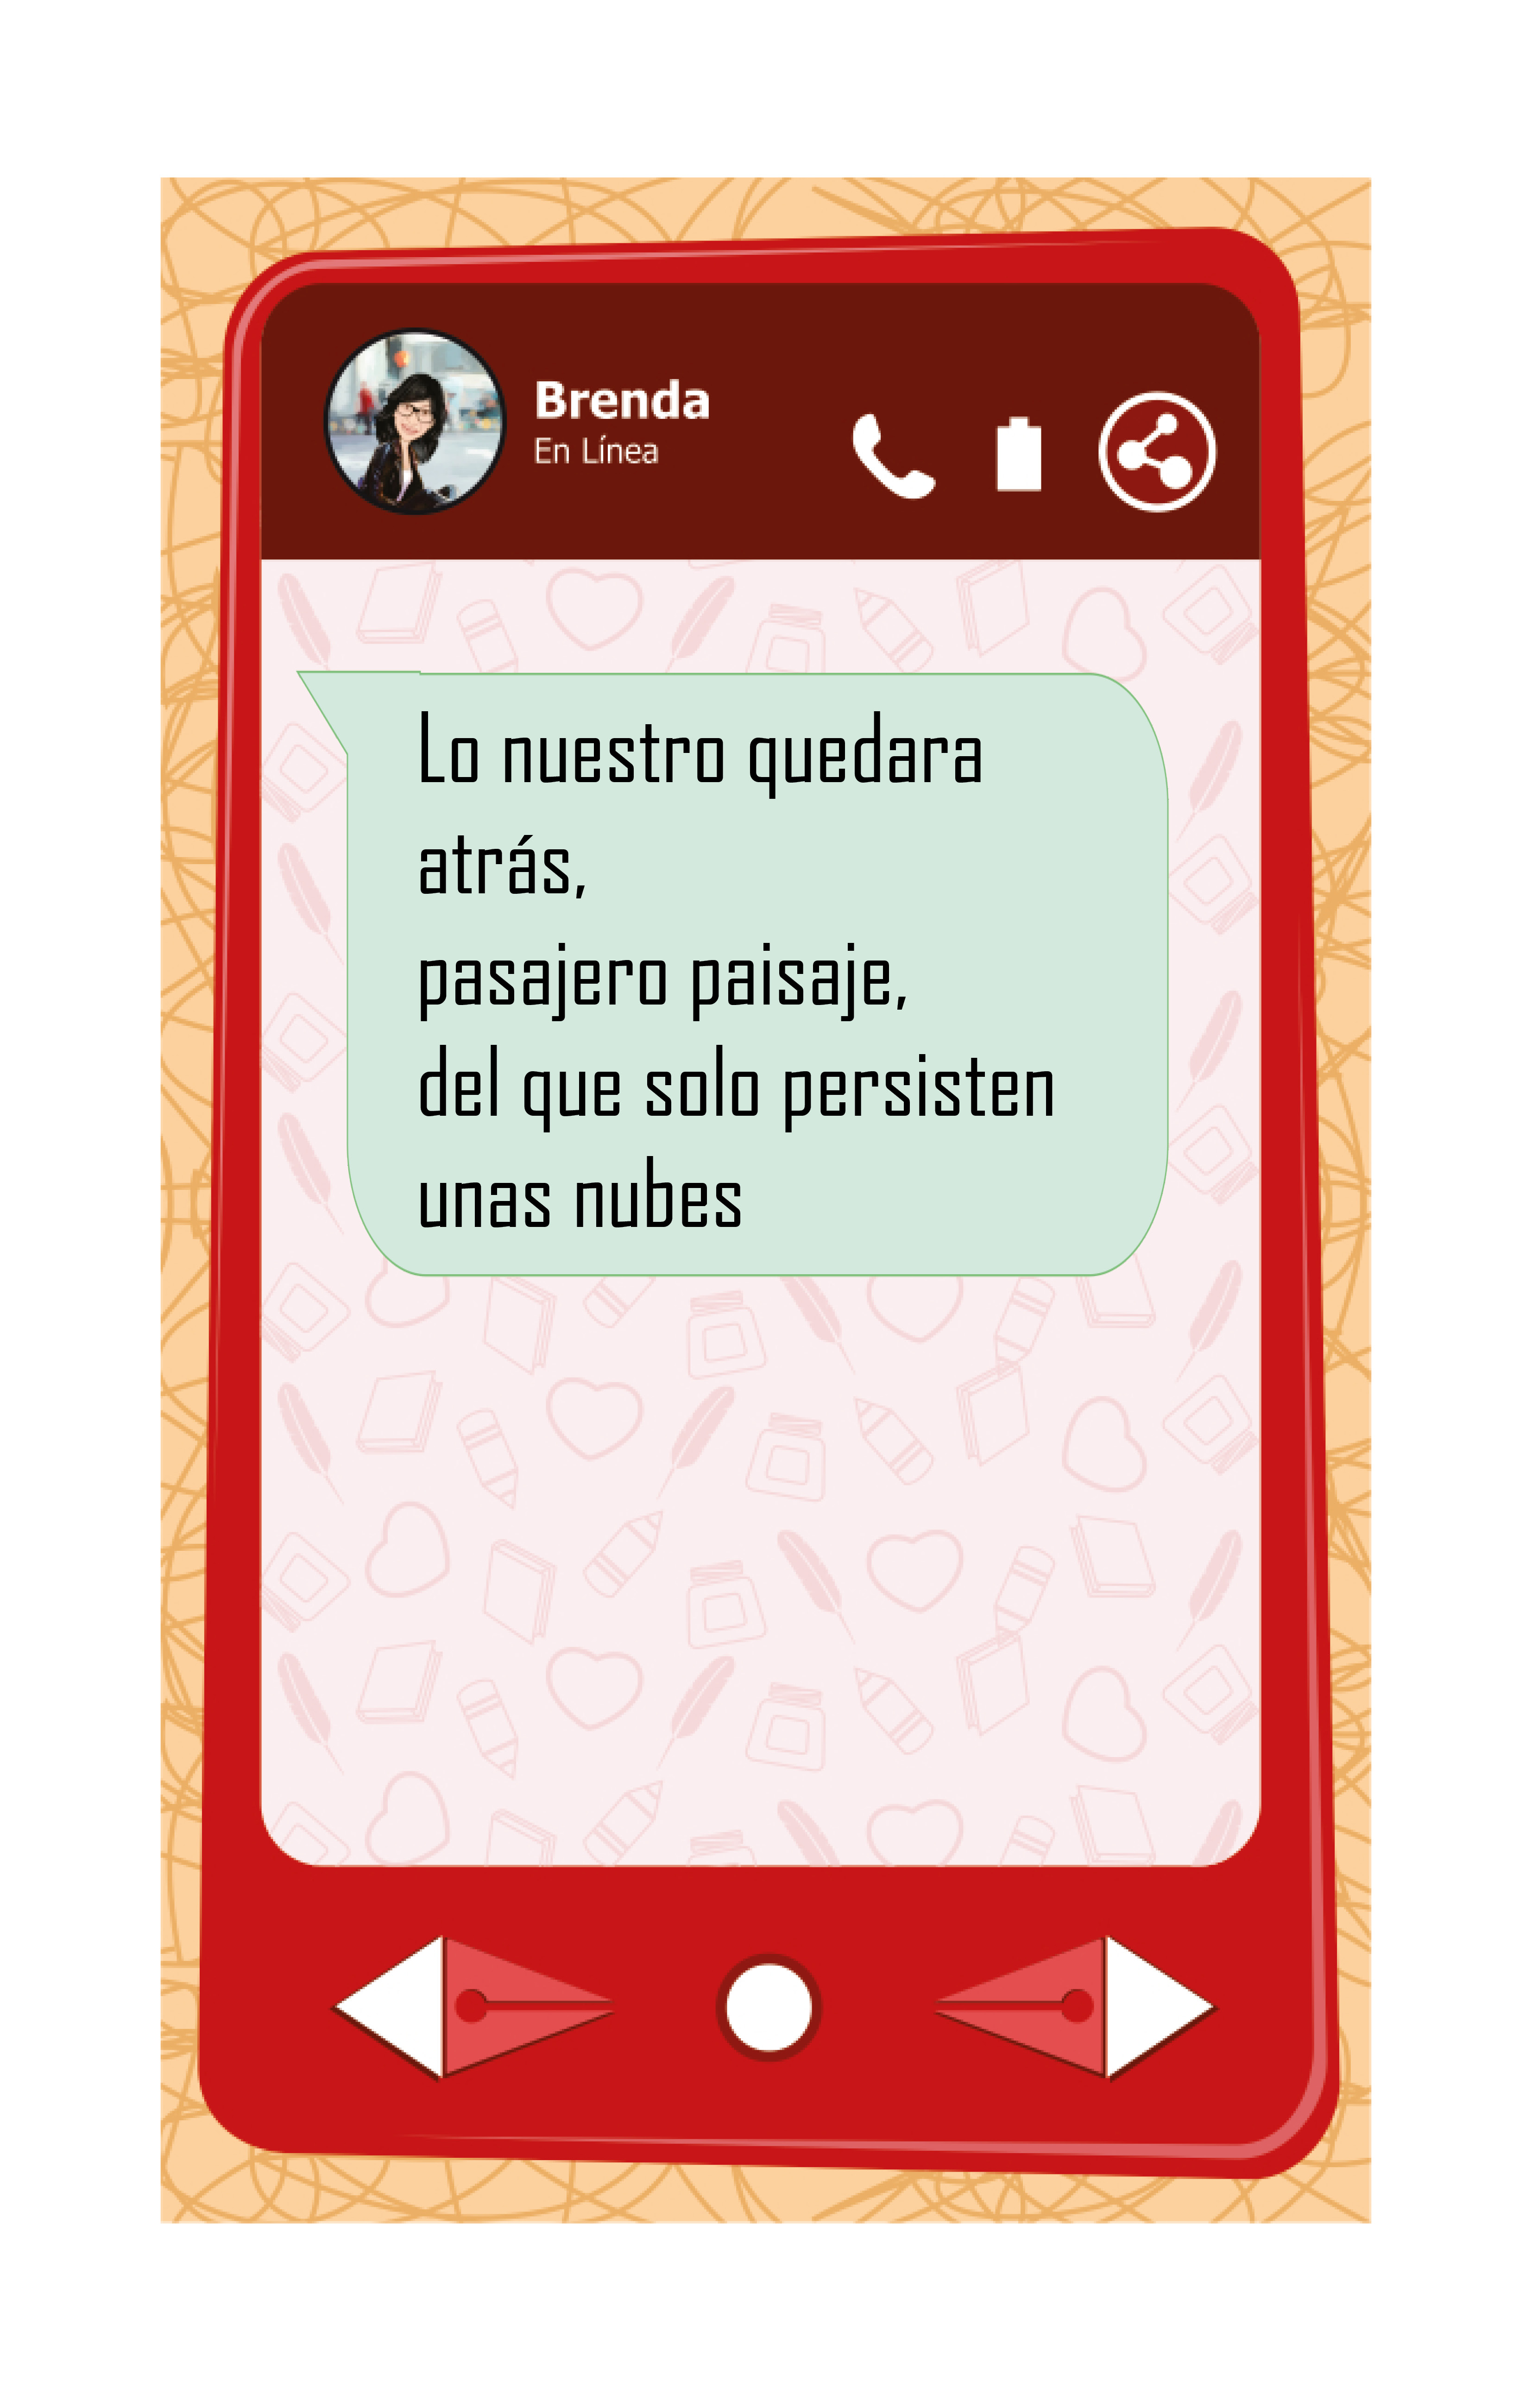 Brenda
En Línea
Lo nuestro quedara
atrás,
pasajero paisaje,
del que solo persisten
unas nubes